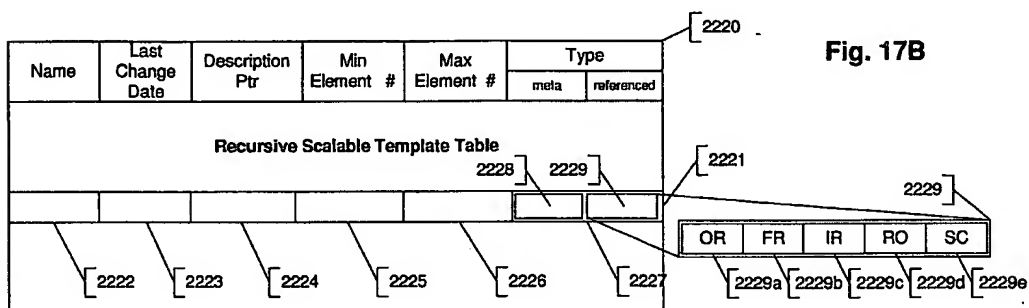 2220
Fig. 17B
Name
Last Change Date
Description Ptr
Min Element #
Max Element #
Type
meta
referenced
Recursive Scalable Template Table
2228
2229
2221
2229
OR FR IR RO SC
2222 2223 2224 2225 2226 2227 2229a 2229b 2229c 2229d 2229e